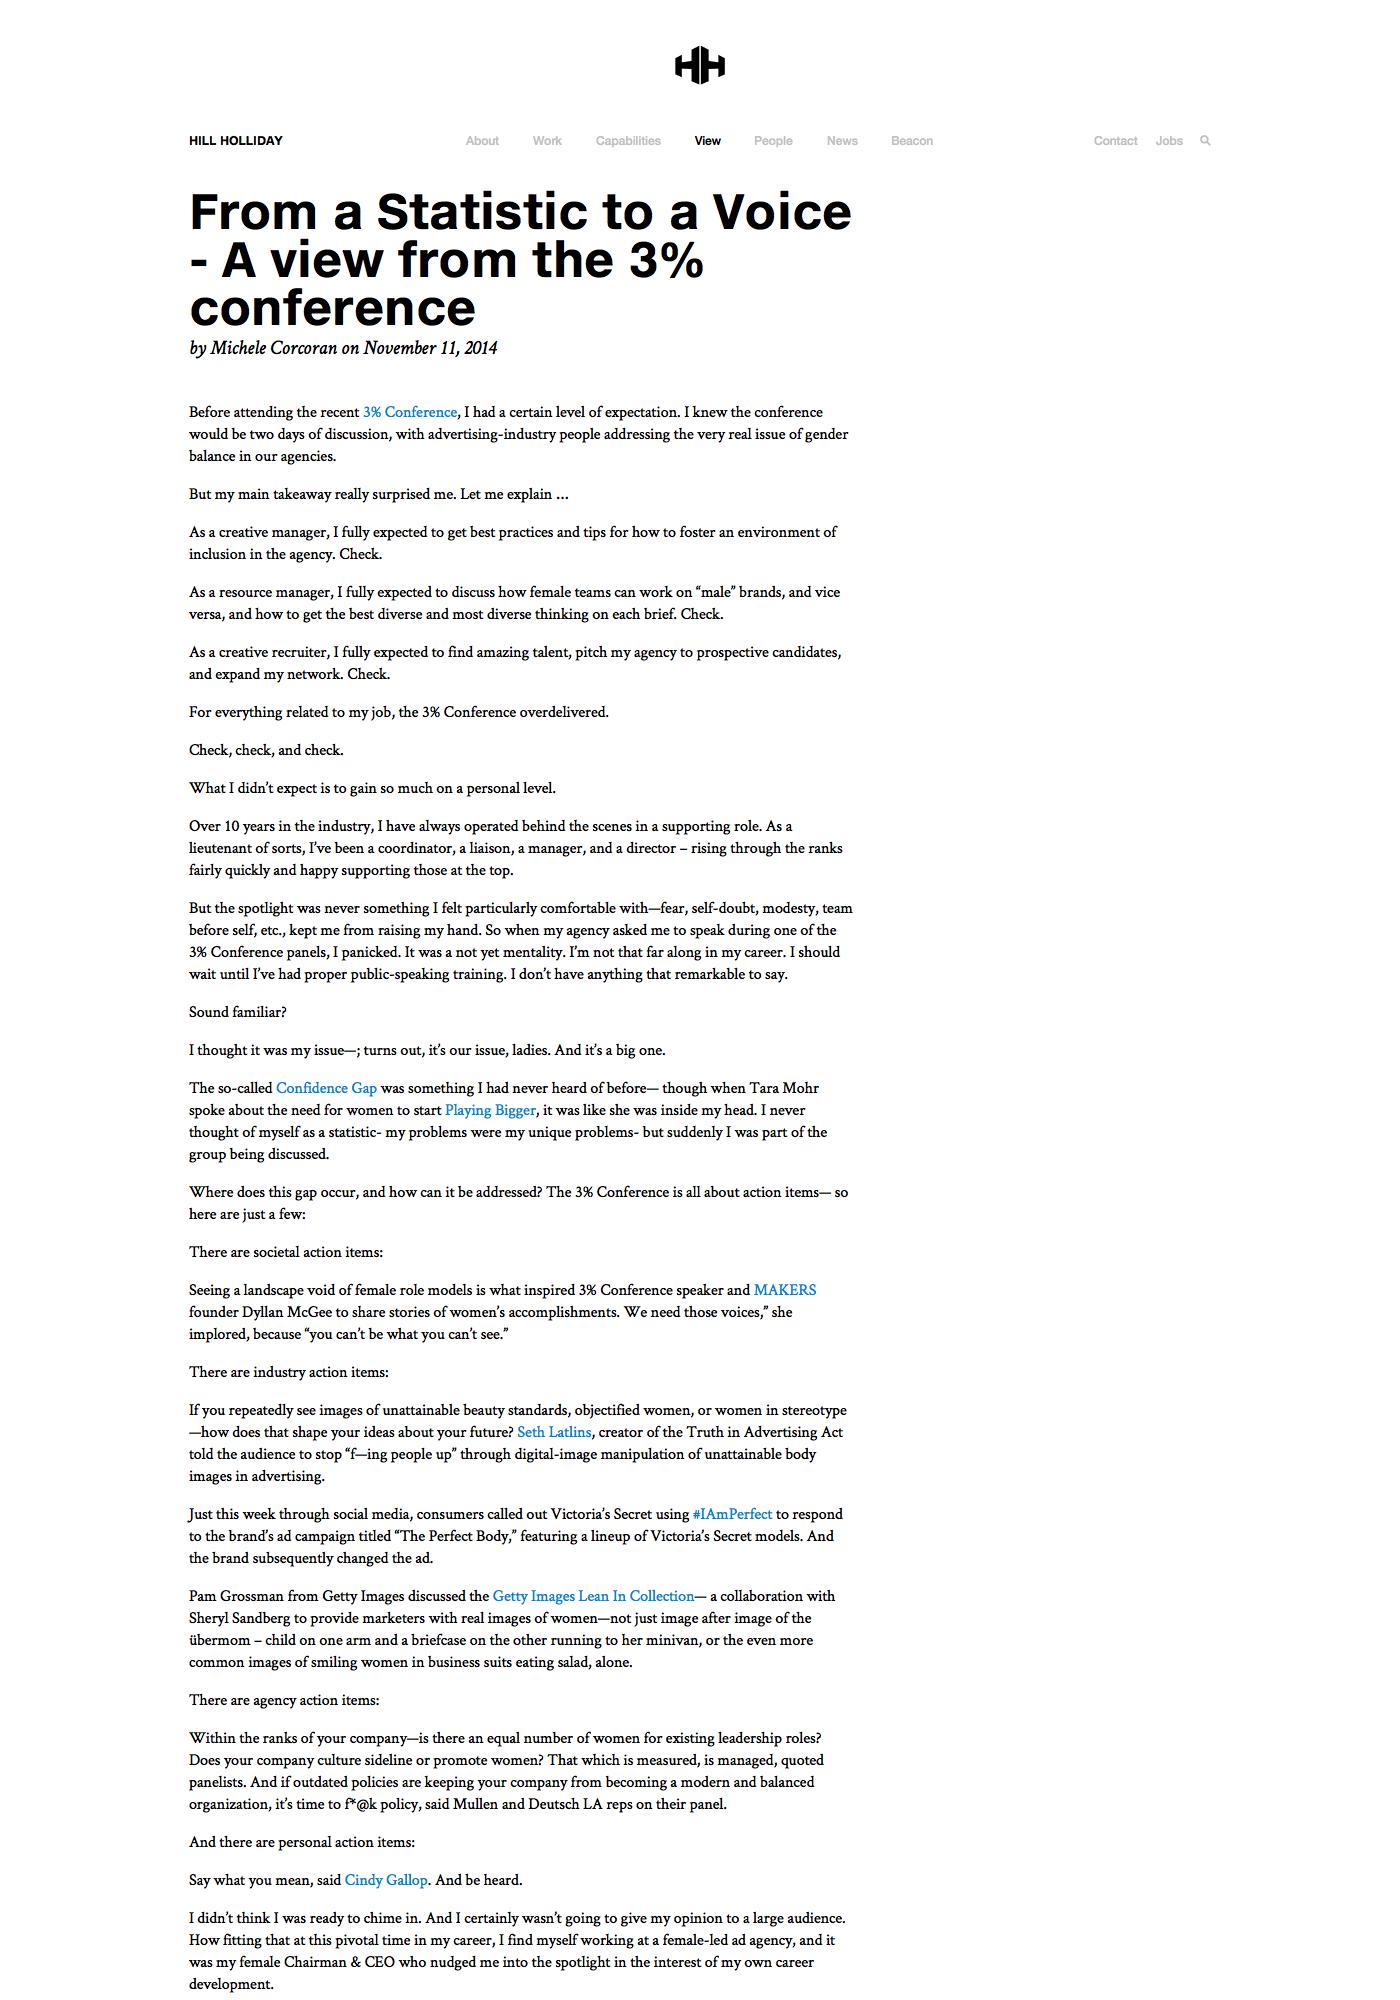 HH
HILL HOLLIDAY About Work Capabilities View People News Beacon Contact Jobs
From a Statistic to a Voice
- A view from the 3%
conference
by Michele Corcoran on November 11, 2014
Before attending the recent 3% Conference, I had a certain level of expectation. I knew the conference
would be two days of discussion, with advertising-industry people addressing the very real issue of gender
balance in our agencies.
But my main takeaway really surprised me. Let me explain …
As a creative manager, I fully expected to get best practices and tips for how to foster an environment of
inclusion in the agency. Check.
As a resource manager, I fully expected to discuss how female teams can work on “male” brands, and vice
versa, and how to get the best diverse and most diverse thinking on each brief. Check.
As a creative recruiter, I fully expected to find amazing talent, pitch my agency to prospective candidates,
and expand my network. Check.
For everything related to my job, the 3% Conference overdelivered.
Check, check, and check.
What I didn’t expect is to gain so much on a personal level.
Over 10 years in the industry, I have always operated behind the scenes in a supporting role. As a
lieutenant of sorts, I’ve been a coordinator, a liaison, a manager, and a director – rising through the ranks
fairly quickly and happy supporting those at the top.
But the spotlight was never something I felt particularly comfortable with—fear, self-doubt, modesty, team
before self, etc., kept me from raising my hand. So when my agency asked me to speak during one of the
3% Conference panels, I panicked. It was a not yet mentality. I’m not that far along in my career. I should
wait until I’ve had proper public-speaking training. I don’t have anything that remarkable to say.
Sound familiar?
I thought it was my issue—; turns out, it’s our issue, ladies. And it’s a big one.
The so-called Confidence Gap was something I had never heard of before— though when Tara Mohr
spoke about the need for women to start Playing Bigger, it was like she was inside my head. I never
thought of myself as a statistic- my problems were my unique problems- but suddenly I was part of the
group being discussed.
Where does this gap occur, and how can it be addressed? The 3% Conference is all about action items— so
here are just a few:
There are societal action items:
Seeing a landscape void of female role models is what inspired 3% Conference speaker and MAKERS
founder Dyllan McGee to share stories of women’s accomplishments. We need those voices,” she
implored, because “you can’t be what you can’t see.”
There are industry action items:
If you repeatedly see images of unattainable beauty standards, objectified women, or women in stereotype
—how does that shape your ideas about your future? Seth Latlins, creator of the Truth in Advertising Act
told the audience to stop “f—ing people up” through digital-image manipulation of unattainable body
images in advertising.
Just this week through social media, consumers called out Victoria’s Secret using #IAmPerfect to respond
to the brand’s ad campaign titled “The Perfect Body,” featuring a lineup of Victoria’s Secret models. And
the brand subsequently changed the ad.
Pam Grossman from Getty Images discussed the Getty Images Lean In Collection— a collaboration with
Sheryl Sandberg to provide marketers with real images of women—not just image after image of the
übermom – child on one arm and a briefcase on the other running to her minivan, or the even more
common images of smiling women in business suits eating salad, alone.
There are agency action items:
Within the ranks of your company—is there an equal number of women for existing leadership roles?
Does your company culture sideline or promote women? That which is measured, is managed, quoted
panelists. And if outdated policies are keeping your company from becoming a modern and balanced
organization, it’s time to f*@k policy, said Mullen and Deutsch LA reps on their panel.
And there are personal action items:
Say what you mean, said Cindy Gallop. And be heard.
I didn’t think I was ready to chime in. And I certainly wasn’t going to give my opinion to a large audience.
How fitting that at this pivotal time in my career, I find myself working at a female-led ad agency, and it
was my female Chairman & CEO who nudged me into the spotlight in the interest of my own career
development.